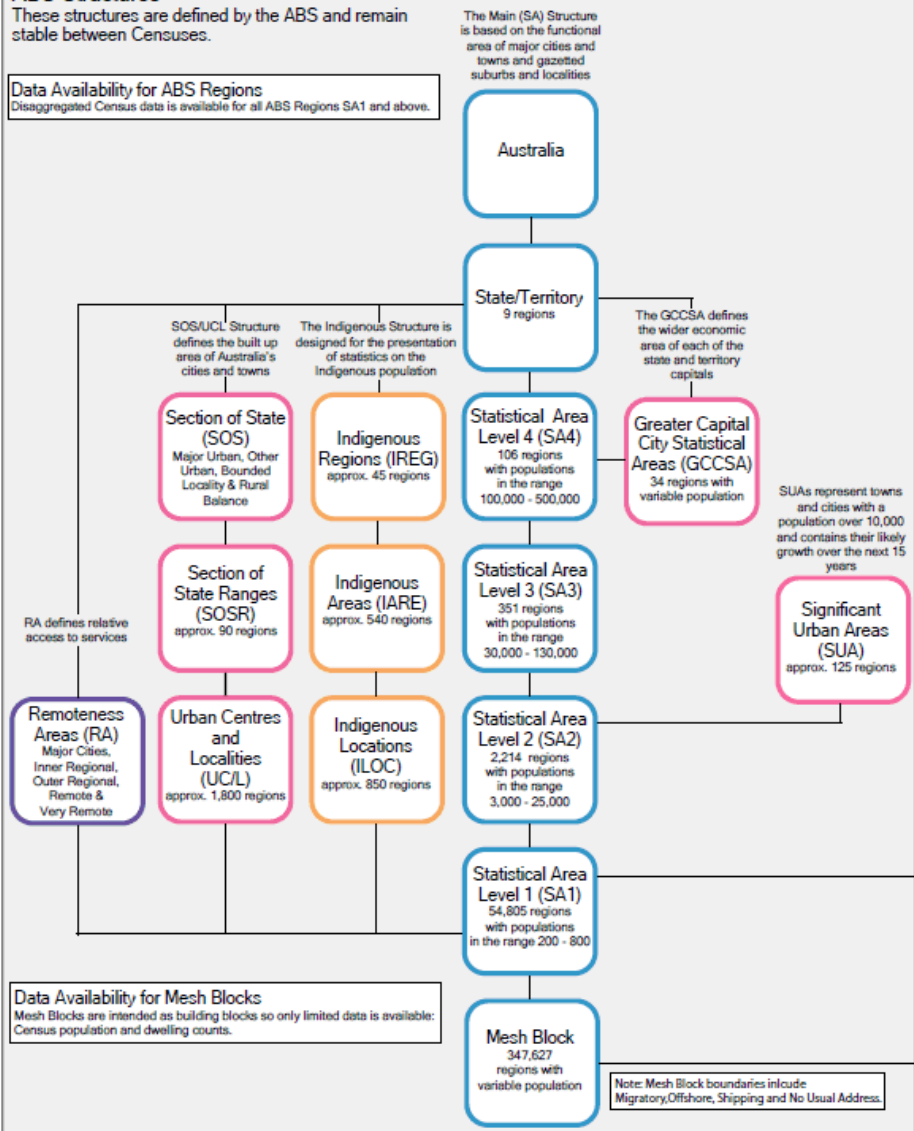 These structures are defined by the ABS and remain
stable between Censuses.
Data Availability for ABS Regions
Disaggregated Census data is available for all ABS Regions SA1 and above.
The Main (SA) Structure
is based on the functional
area of major cities and
towns and gazetted
suburbs and localities
Australia
State/Territory
9 regions
SOS/UCL Structure
defines the built up
area of Australia's
cities and towns
The Indigenous Structure is
designed for the presentation
of statistics on the
Indigenous population
The GCCSA defines
the wider economic
area of each of the
state and territory
capitals
Section of State
(SOS)
Major Urban, Other
Urban, Bounded
Locality & Rural
Balance
Indigenous
Regions (IREG)
approx. 45 regions
Statistical Area
Level 4 (SA4)
106 regions
with populations
in the range
100,000 - 500,000
Greater Capital
City Statistical
Areas (GCCSA)
34 regions with
variable population
SUAs represent towns
and cities with a
population over 10,000
and contains their likely
growth over the next 15
years
Section of
State Ranges
(SOSR)
approx. 90 regions
Indigenous
Areas (IARE)
approx. 540 regions
Statistical Area
Level 3 (SA3)
351 regions
with populations
in the range
30,000 - 130,000
Significant
Urban Areas
(SUA)
approx. 125 regions
RA defines relative
access to services
Remoteness
Areas (RA)
Major Cities,
Inner Regional,
Outer Regional,
Remote &
Very Remote
Urban Centres
and
Localities
(UC/L)
approx. 1,800 regions
Indigenous
Locations
(ILOC)
approx. 850 regions
Statistical Area
Level 2 (SA2)
2,214 regions
with populations
in the range
3,000 - 25,000
Statistical Area
Level 1 (SA1)
54,805 regions
with populations
in the range 200 - 800
Data Availability for Mesh Blocks
Mesh Blocks are intended as building blocks so only limited data is available:
Census population and dwelling counts.
Mesh Block
347,627
regions with
variable population
Note: Mesh Block boundaries inlcude
Migratory,Offshore, Shipping and No Usual Address.